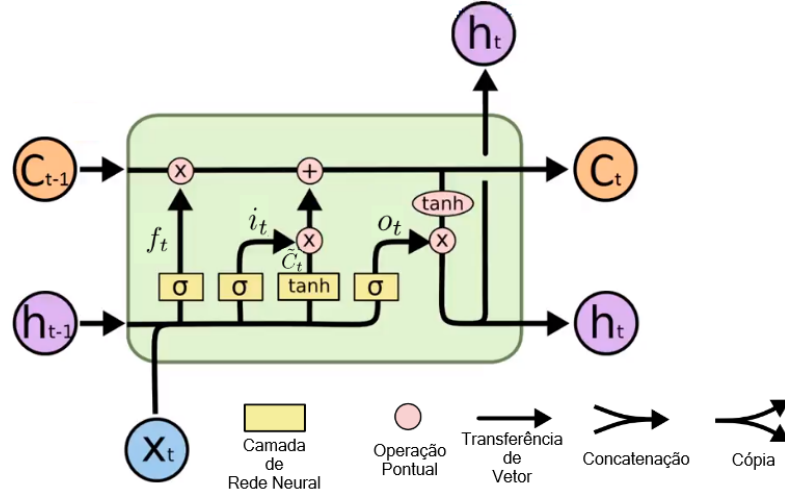 ht
Ct-1
x
+
Ct
tanh
ft
it
x
ot
x
C̃t
σ
σ
tanh
σ
ht-1
ht
xt
Camada
de
Rede Neural
Operação
Pontual
Transferência
de
Vetor
Concatenação
Cópia